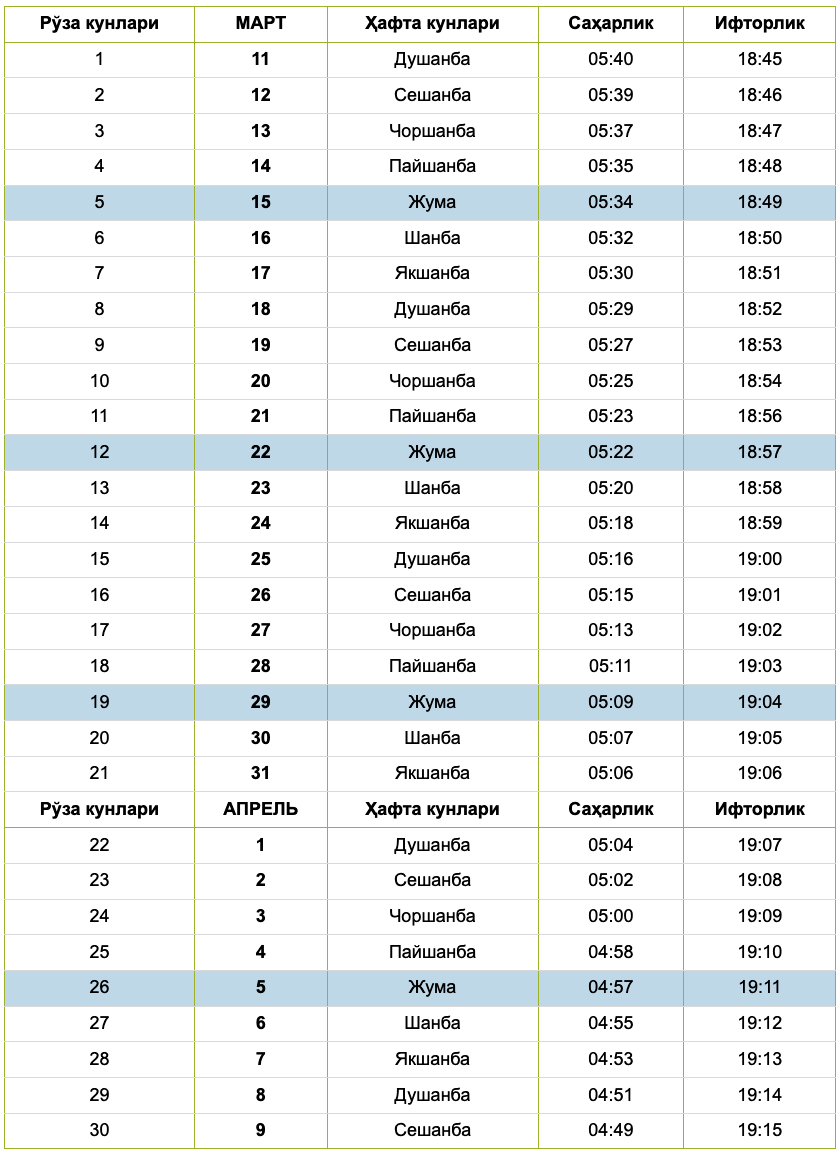 Рўза кунлари МАРТ Ҳафта кунлари Саҳарлик Ифторлик
1 11 Душанба 05:40 18:45
2 12 Сешанба 05:39 18:46
3 13 Чоршанба 05:37 18:47
4 14 Пайшанба 05:35 18:48
5 15 Жума 05:34 18:49
6 16 Шанба 05:32 18:50
7 17 Якшанба 05:30 18:51
8 18 Душанба 05:29 18:52
9 19 Сешанба 05:27 18:53
10 20 Чоршанба 05:25 18:54
11 21 Пайшанба 05:23 18:56
12 22 Жума 05:22 18:57
13 23 Шанба 05:20 18:58
14 24 Якшанба 05:18 18:59
15 25 Душанба 05:16 19:00
16 26 Сешанба 05:15 19:01
17 27 Чоршанба 05:13 19:02
18 28 Пайшанба 05:11 19:03
19 29 Жума 05:09 19:04
20 30 Шанба 05:07 19:05
21 31 Якшанба 05:06 19:06
Рўза кунлари АПРЕЛЬ Ҳафта кунлари Саҳарлик Ифторлик
22 1 Душанба 05:04 19:07
23 2 Сешанба 05:02 19:08
24 3 Чоршанба 05:00 19:09
25 4 Пайшанба 04:58 19:10
26 5 Жума 04:57 19:11
27 6 Шанба 04:55 19:12
28 7 Якшанба 04:53 19:13
29 8 Душанба 04:51 19:14
30 9 Сешанба 04:49 19:15